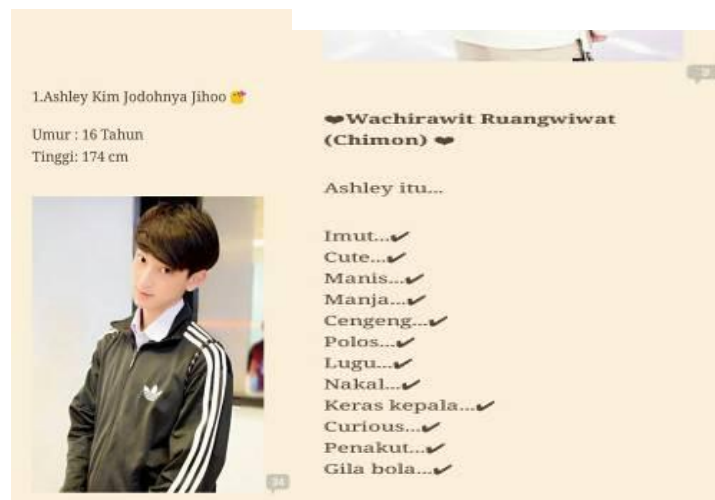 1.Ashley Kim Jodohnya Jihoo 😘
Umur : 16 Tahun
Tinggi: 174 cm
34
❤Wachirawit Ruangwiwat
(Chimon) ❤
Ashley itu...
Imut...✔
Cute...✔
Manis...✔
Manja...✔
Cengeng...✔
Polos...✔
Lugu...✔
Nakal...✔
Keras kepala...✔
Curious...✔
Penakut...✔
Gila bola...✔